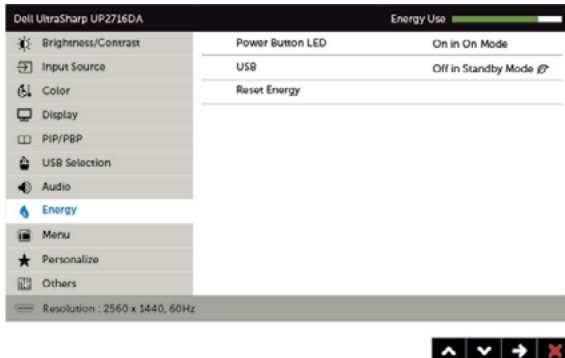 Dell UltraSharp UP2716DA Energy Use
Brightness/Contrast Power Button LED On in On Mode
Input Source USB Off in Standby Mode
Color Reset Energy
Display
PIP/PBP
USB Selection
Audio
Energy
Menu
Personalize
Others
Resolution : 2560 x 1440, 60Hz